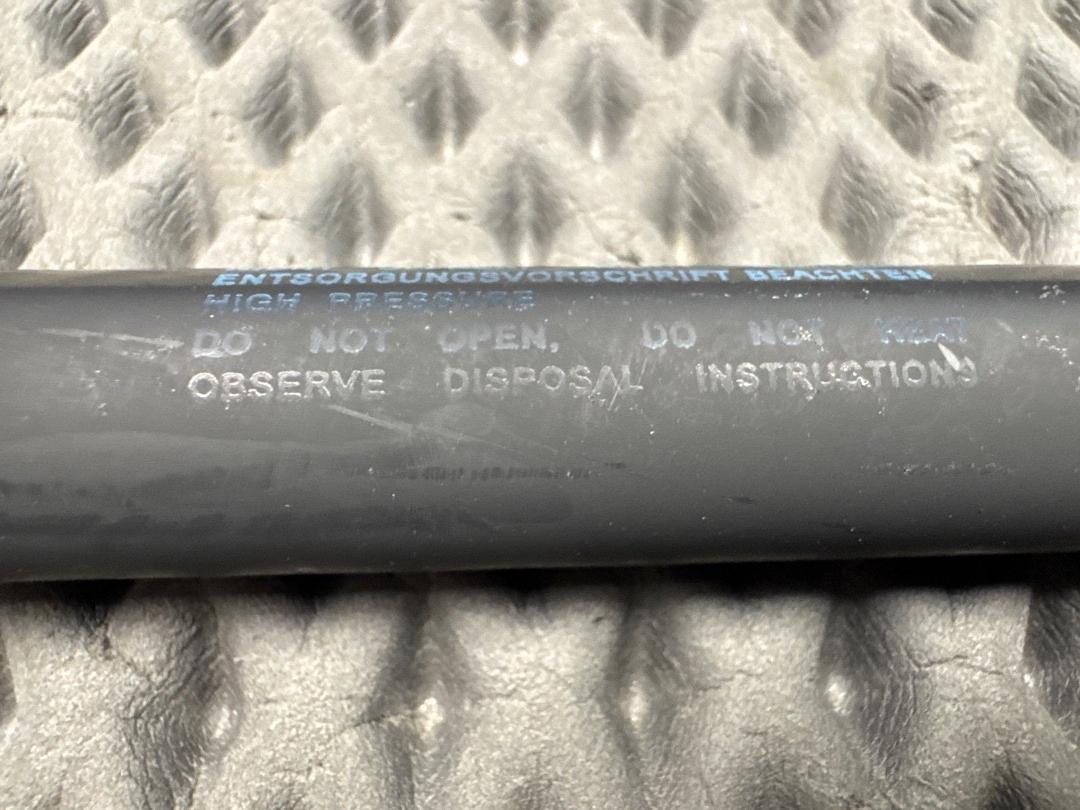 ENTSORGUNGSVORSCHRIFT BEACHTEN
HIGH PRESSURE
DO NOT OPEN, DO NOT HEAT
OBSERVE DISPOSAL INSTRUCTIONS